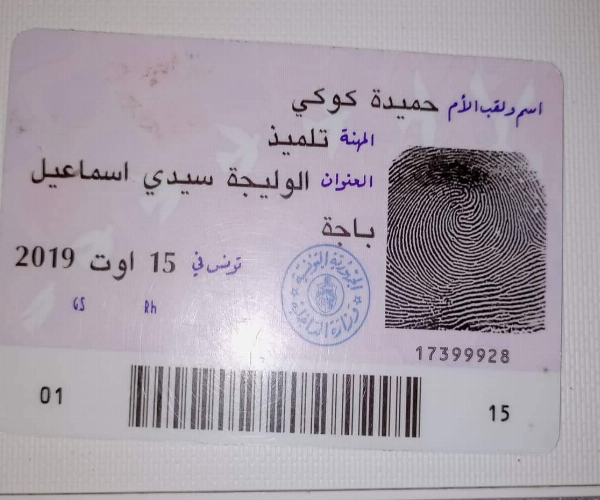 اسم ولقب الأم حميدة كوكي
المهنة تلميذ
العنوان الوليجة سيدي اسماعيل
باجة
تونس في 15 اوت 2019
الجمهورية التونسية
وزارة الداخلية
GS Rh
17399928
01 15